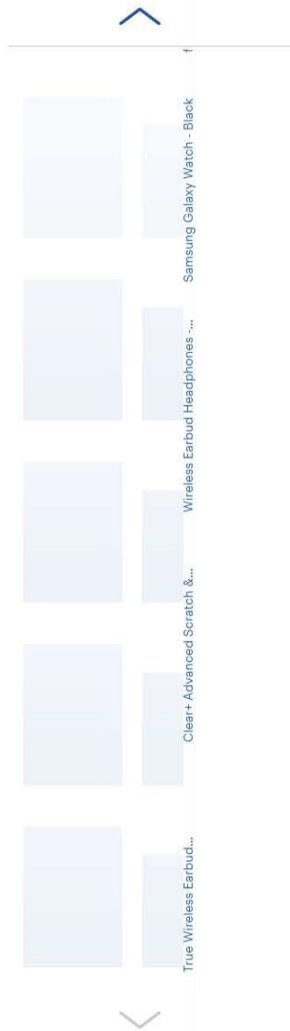 True Wireless Earbud...
Clear+ Advanced Scratch &...
Wireless Earbud Headphones -...
Samsung Galaxy Watch - Black
f